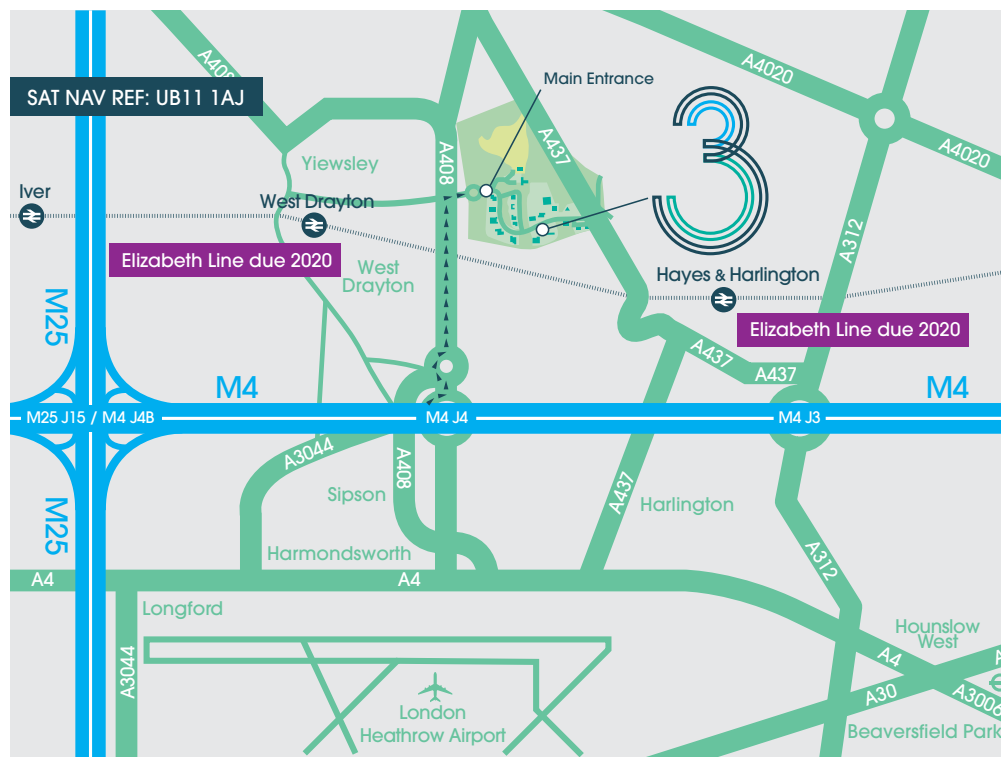 A408
A4020
Main Entrance
SAT NAV REF: UB11 1AJ
3
A437
A408
A4020
Yiewsley
Iver
West Drayton
A312
Elizabeth Line due 2020
West
Drayton
Hayes & Harlington
M25
Elizabeth Line due 2020
A437
A437
M4
M4
M25 J15 / M4 J4B
M4 J4
M4 J3
A3044
A408
Sipson
A437
Harlington
M25
Harmondsworth
A312
A4
A4
Longford
Hounslow
West
A3044
A4
A30
A3006
London
Heathrow Airport
Beaversfield Park